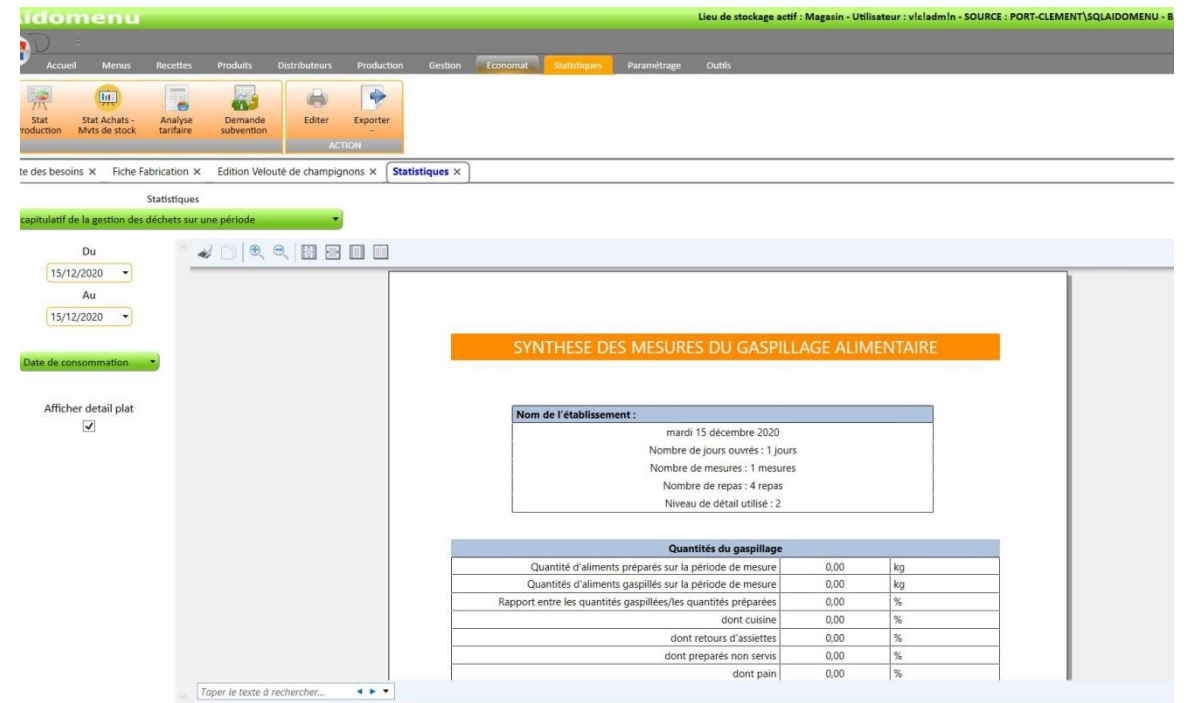 idomenu
Lieu de stockage actif : Magasin - Utilisateur : v!c!adm!n - SOURCE : PORT-CLEMENT\SQLAIDOMENU - B
Accueil Menus Recettes Produits Distributeurs Production Gestion Economat Statistiques Paramétrage Outils
Stat
roduction
Stat Achats -
Mvts de stock
Analyse
tarifaire
Demande
subvention
Editer
Exporter
ACTION
te des besoins X Fiche Fabrication X Edition Velouté de champignons X Statistiques X
Statistiques
capitulatif de la gestion des déchets sur une période
Du
15/12/2020
Au
15/12/2020
Date de consommation
Afficher detail plat
SYNTHESE DES MESURES DU GASPILLAGE ALIMENTAIRE
Nom de l'établissement :
mardi 15 décembre 2020
Nombre de jours ouvrés : 1 jours
Nombre de mesures : 1 mesures
Nombre de repas : 4 repas
Niveau de détail utilisé : 2
Quantités du gaspillage
Quantité d'aliments préparés sur la période de mesure 0,00 kg
Quantités d'aliments gaspillés sur la période de mesure 0,00 kg
Rapport entre les quantités gaspillées/les quantités préparées 0,00 %
dont cuisine 0,00 %
dont retours d'assiettes 0,00 %
dont preparés non servis 0,00 %
dont pain 0,00 %
Taper le texte à rechercher...